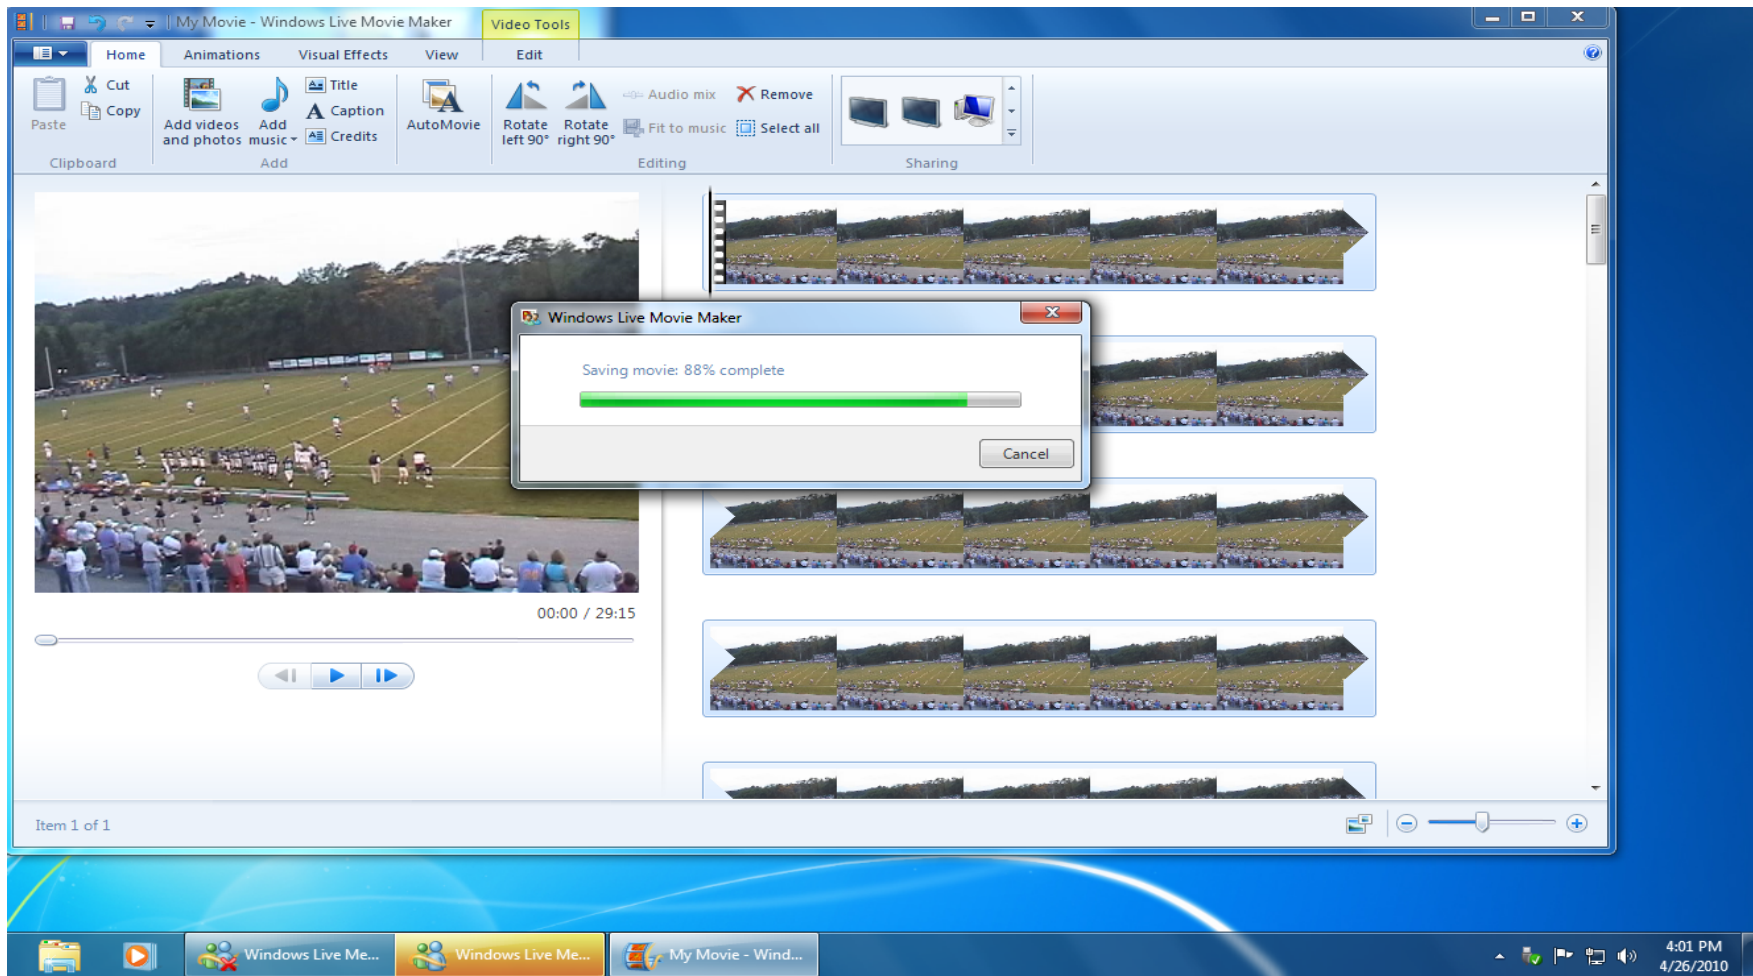 My Movie - Windows Live Movie Maker
Video Tools
Home
Animations
Visual Effects
View
Edit
Paste
Cut
Copy
Clipboard
Add videos
and photos
Add
music
Title
Caption
Credits
Add
AutoMovie
Rotate
left 90°
Rotate
right 90°
Audio mix
Fit to music
Remove
Select all
Editing
Sharing
Windows Live Movie Maker
Saving movie: 88% complete
Cancel
00:00 / 29:15
Item 1 of 1
Windows Live Me...
Windows Live Me...
My Movie - Wind...
4:01 PM
4/26/2010